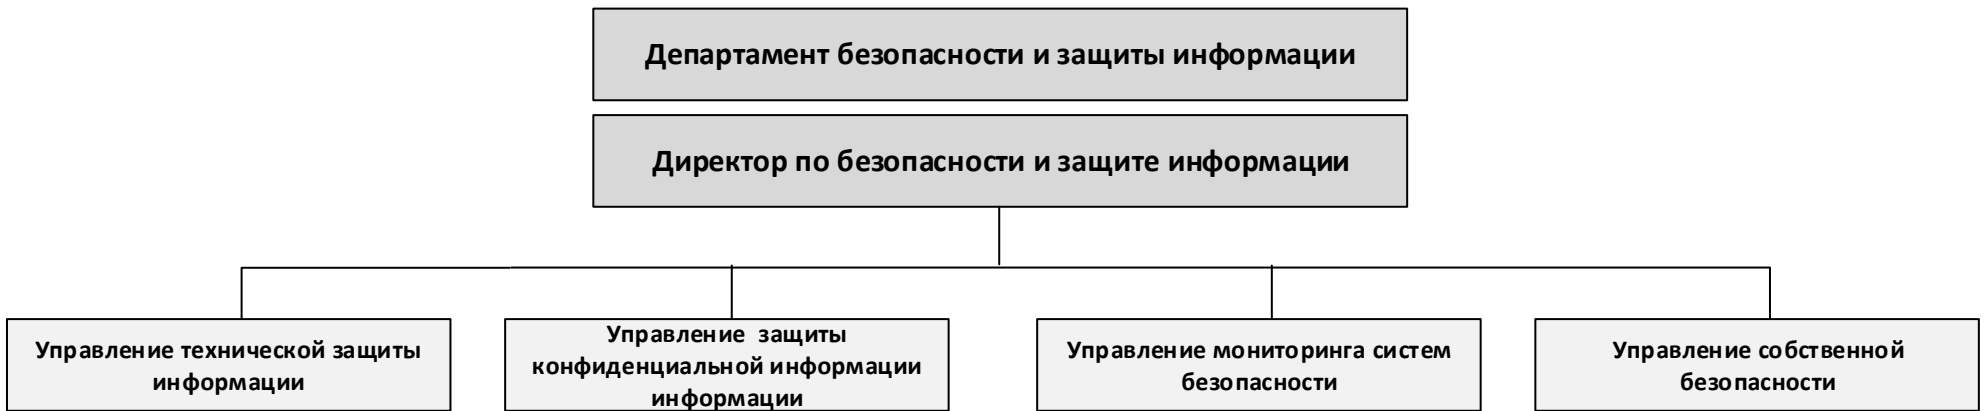 Департамент безопасности и защиты информации
Директор по безопасности и защите информации
Управление технической защиты
информации
Управление защиты
конфиденциальной информации
информации
Управление мониторинга систем
безопасности
Управление собственной
безопасности